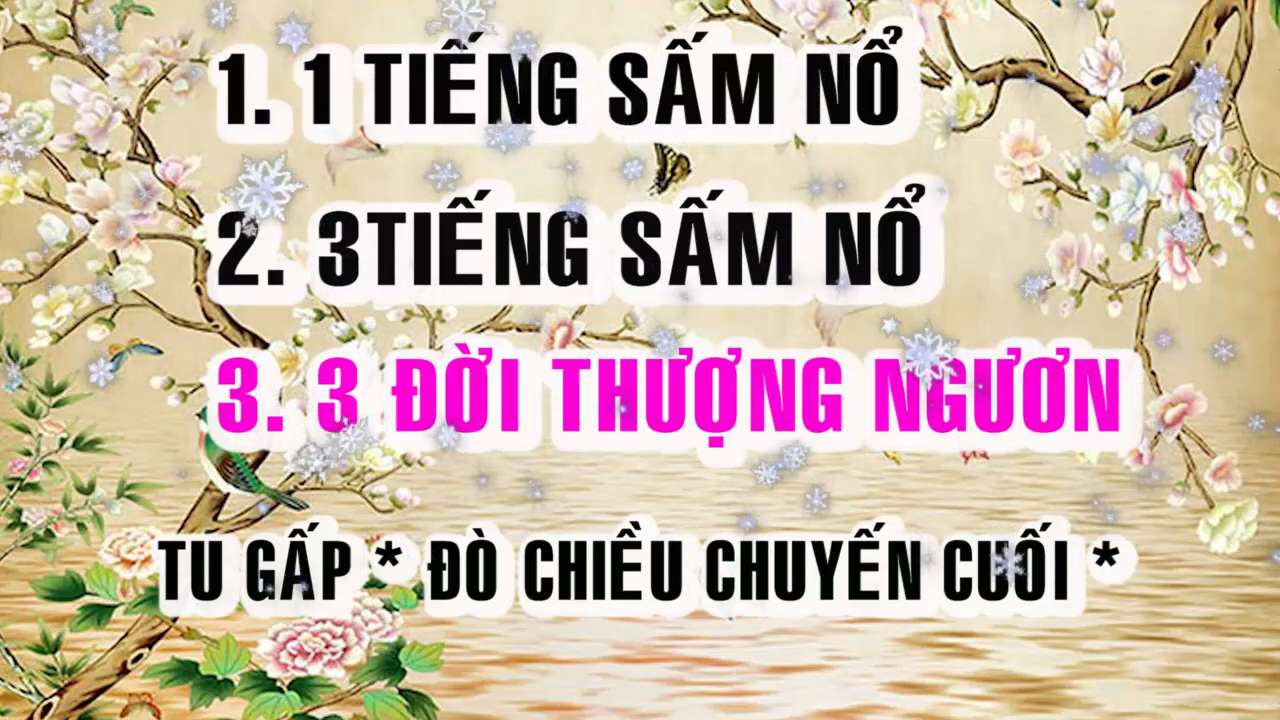 1. 1 TIẾNG SẤM NỔ
2. 3TIẾNG SẤM NỔ
3. 3 ĐỜI THƯỢNG NGƯƠN
TU GẤP * ĐÒ CHIỀU CHUYẾN CUỐI *